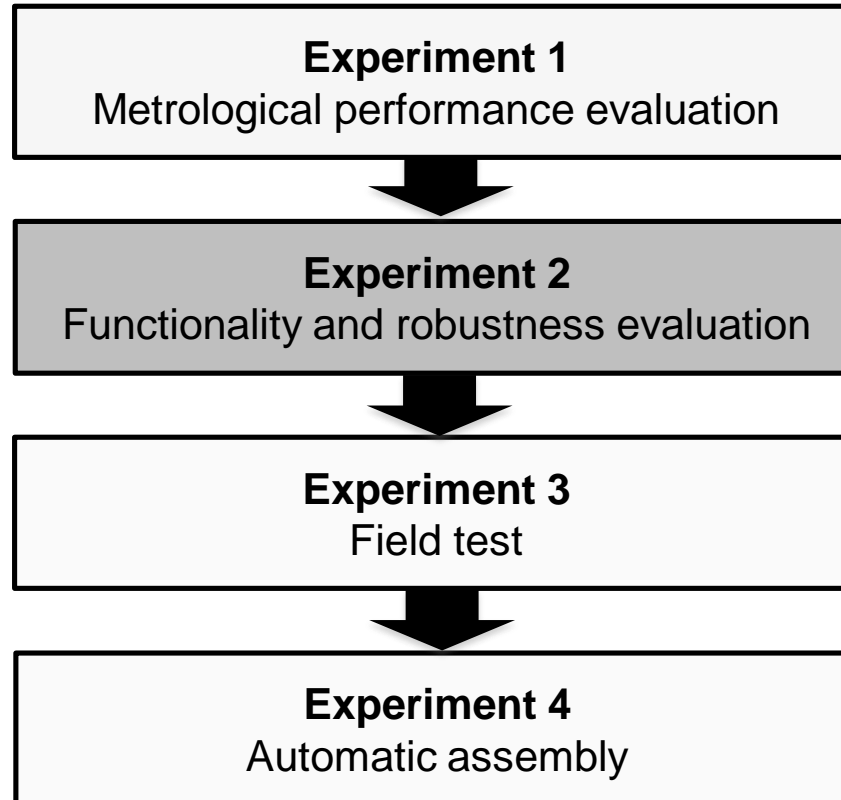 Experiment 1
Metrological performance evaluation
Experiment 2
Functionality and robustness evaluation
Experiment 3
Field test
Experiment 4
Automatic assembly